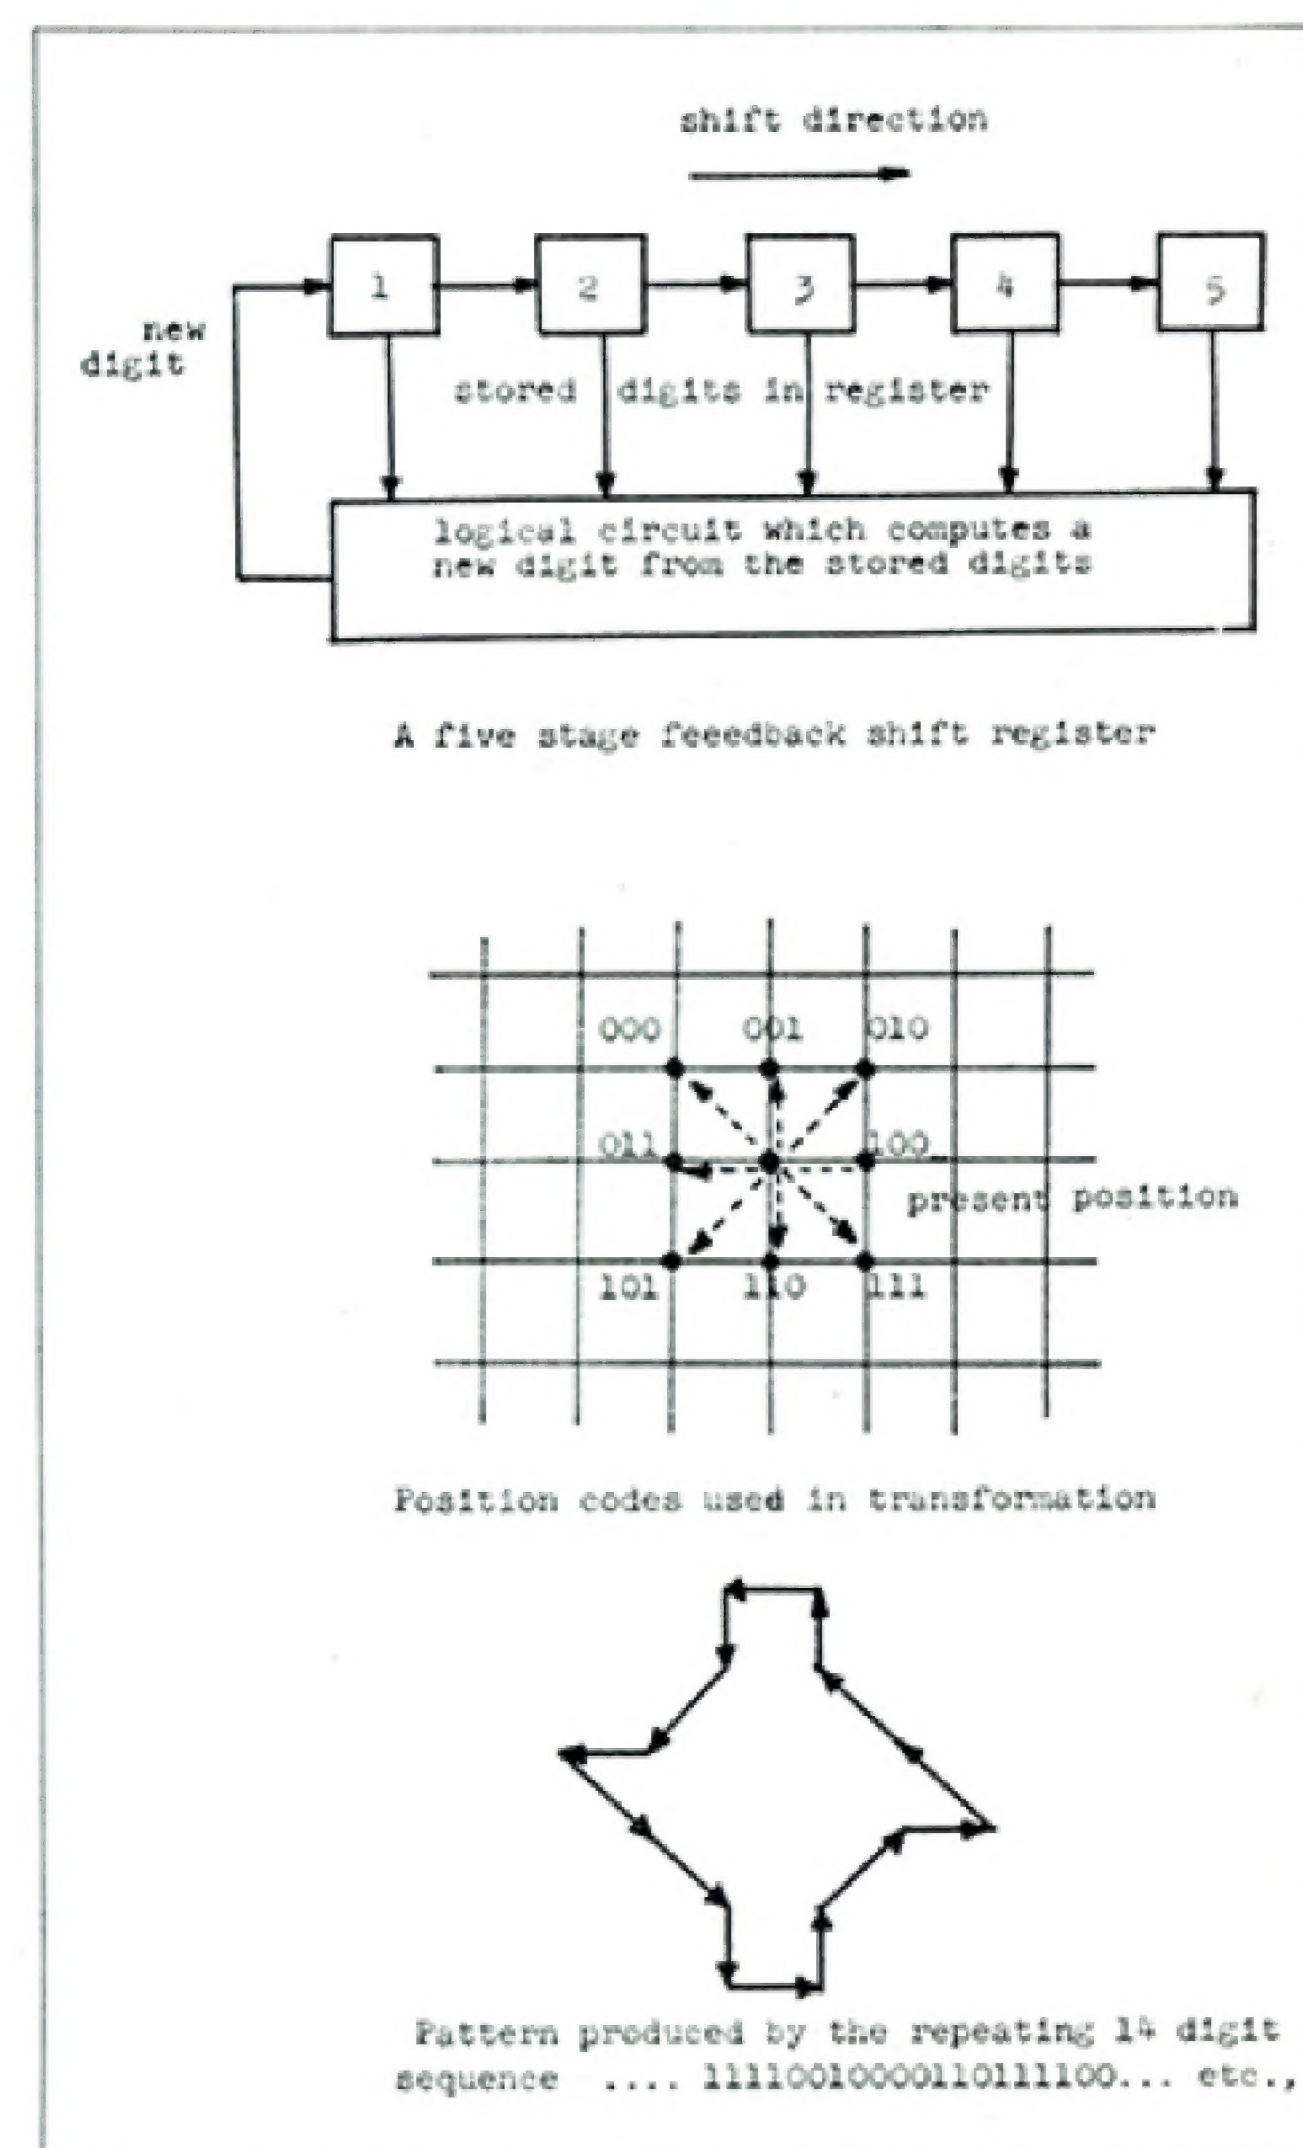 shift direction
1 2 3 4 5
new
digit
stored digits in register
logical circuit which computes a
new digit from the stored digits
A five stage feeedback shift register
000 001 010
011 100
present position
101 110 111
Position codes used in transformation
Pattern produced by the repeating 14 digit
sequence .... 11110010000110111100... etc.,